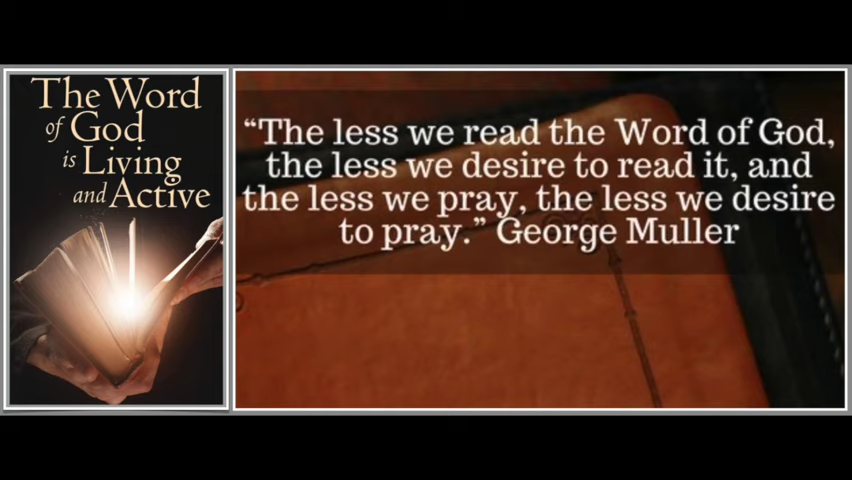 The Word
of God
is Living
and Active
“The less we read the Word of God,
the less we desire to read it, and
the less we pray, the less we desire
to pray.” George Muller